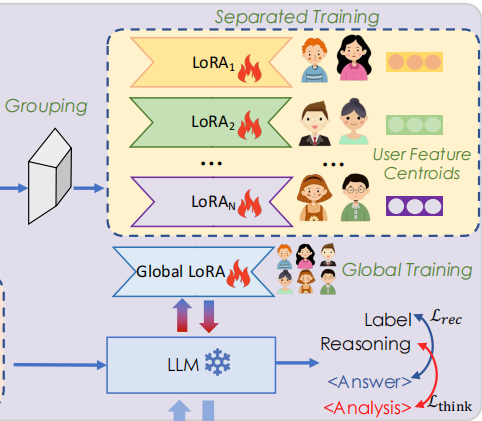 Separated Training
LoRA1
Grouping
LoRA2
...
...
User Feature
Centroids
LoRAN
Global LoRA
Global Training
Label
ℒrec
Reasoning
LLM
<Answer>
<Analysis>
ℒthink